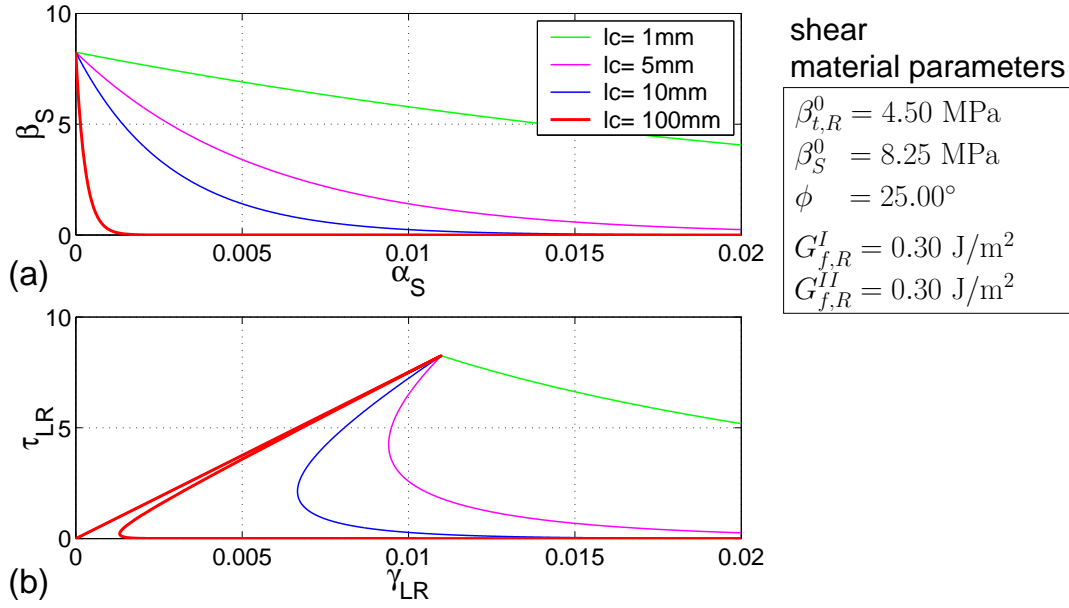 10
5
0
β_S
0
0.005
0.01
0.015
0.02
α_S
(a)
lc= 1mm
lc= 5mm
lc= 10mm
lc= 100mm
10
5
0
τ_LR
0
0.005
0.01
0.015
0.02
γ_LR
(b)
shear
material parameters
β^0_{t,R} = 4.50 MPa
β^0_S = 8.25 MPa
ϕ = 25.00°
G^I_{f,R} = 0.30 J/m²
G^{II}_{f,R} = 0.30 J/m²